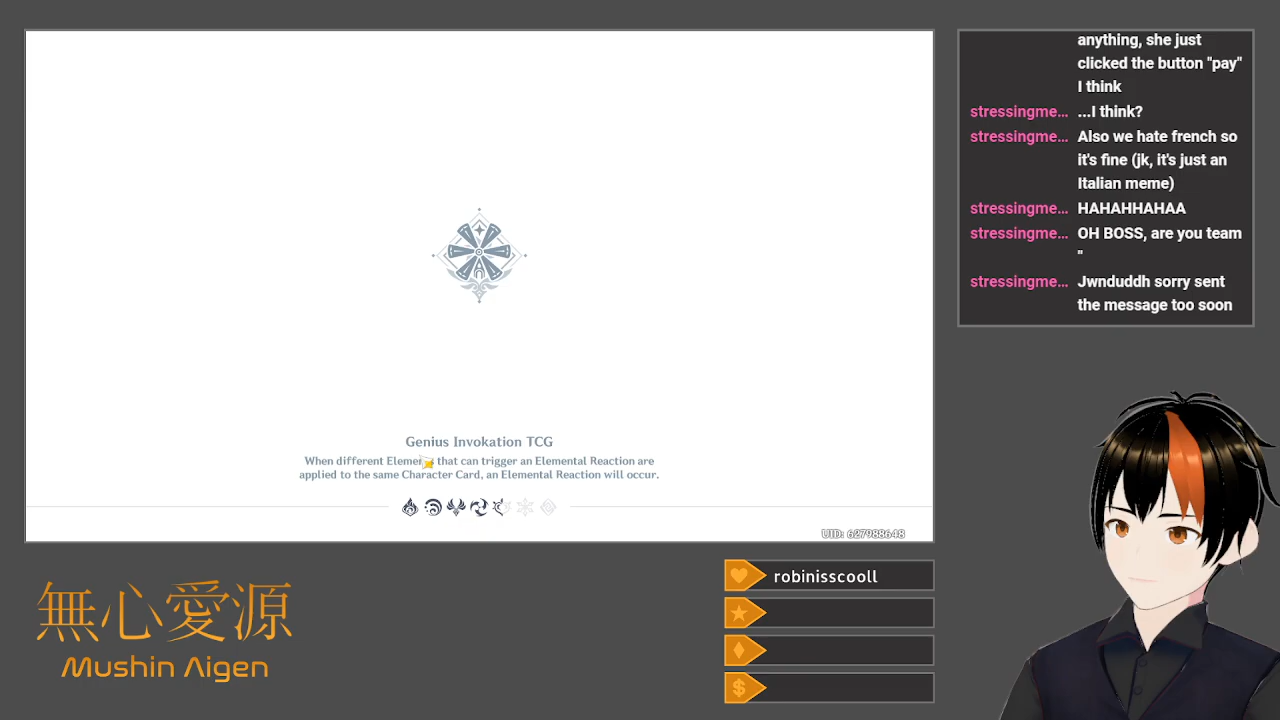 anything, she just
clicked the button "pay"
I think
stressingme... ...I think?
stressingme... Also we hate french so
it's fine (jk, it's just an
Italian meme)
stressingme... HAHAHHAHAA
stressingme... OH BOSS, are you team
"
stressingme... Jwnduddh sorry sent
the message too soon
Genius Invokation TCG
When different Elemen that can trigger an Elemental Reaction are
applied to the same Character Card, an Elemental Reaction will occur.
UID: 627988648
robinisscooll
無心愛源
Mushin Aigen